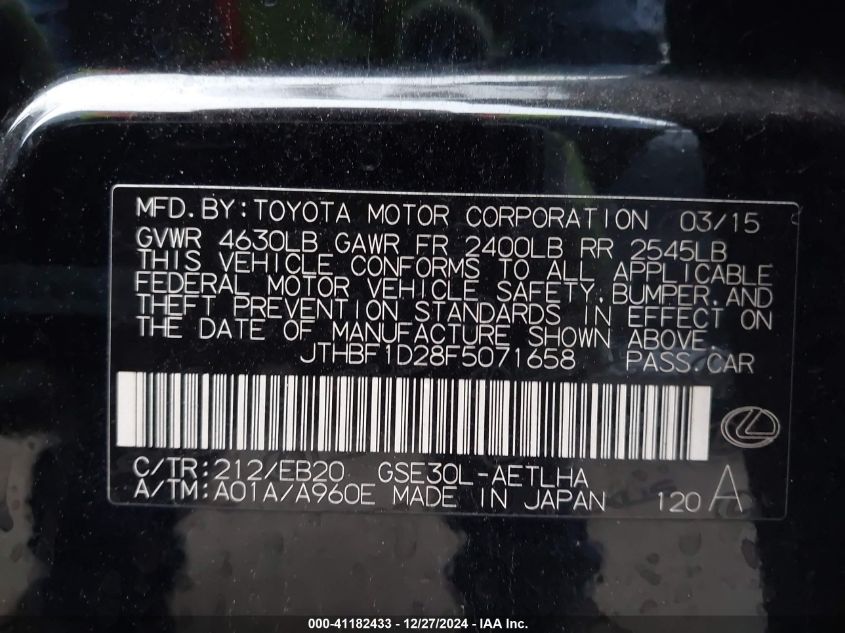 MFD.BY:TOYOTA MOTOR CORPORATION 03/15
GVWR 4630LB GAWR FR 2400LB RR 2545LB
THIS VEHICLE CONFORMS TO ALL APPLICABLE
FEDERAL MOTOR VEHICLE SAFETY,BUMPER,AND
THEFT PREVENTION STANDARDS IN EFFECT ON
THE DATE OF MANUFACTURE SHOWN ABOVE.
JTHBF1D28F5071658 PASS.CAR
C/TR:212/EB20 GSE30L-AETLHA
A/TM:A01A/A960E MADE IN JAPAN 120 A
000-41182433 – 12/27/2024 – IAA Inc.